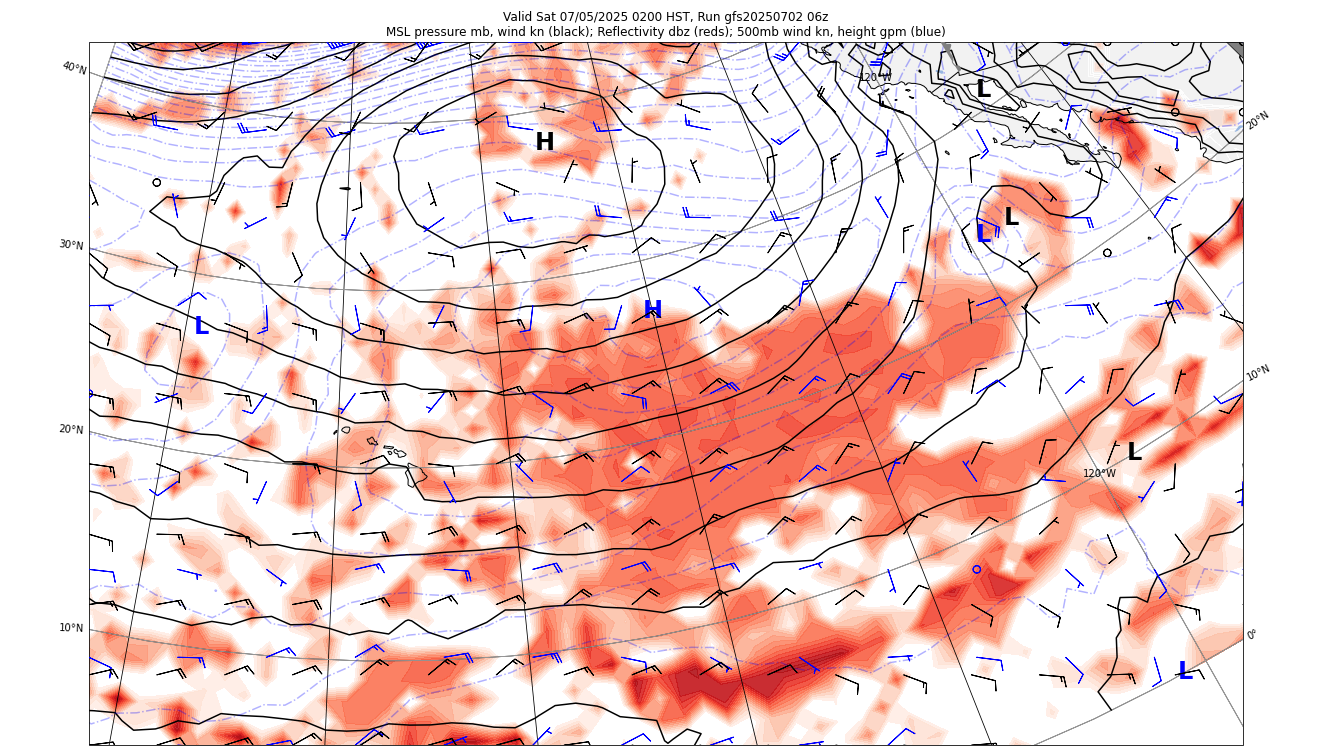 Valid Sat 07/05/2025 0200 HST, Run gfs20250702 06z
MSL pressure mb, wind kn (black); Reflectivity dbz (reds); 500mb wind kn, height gpm (blue)
40°N
120°W
L
20°N
H
L
L
30°N
H
L
10°N
20°N
L
120°W
10°N
0°
L